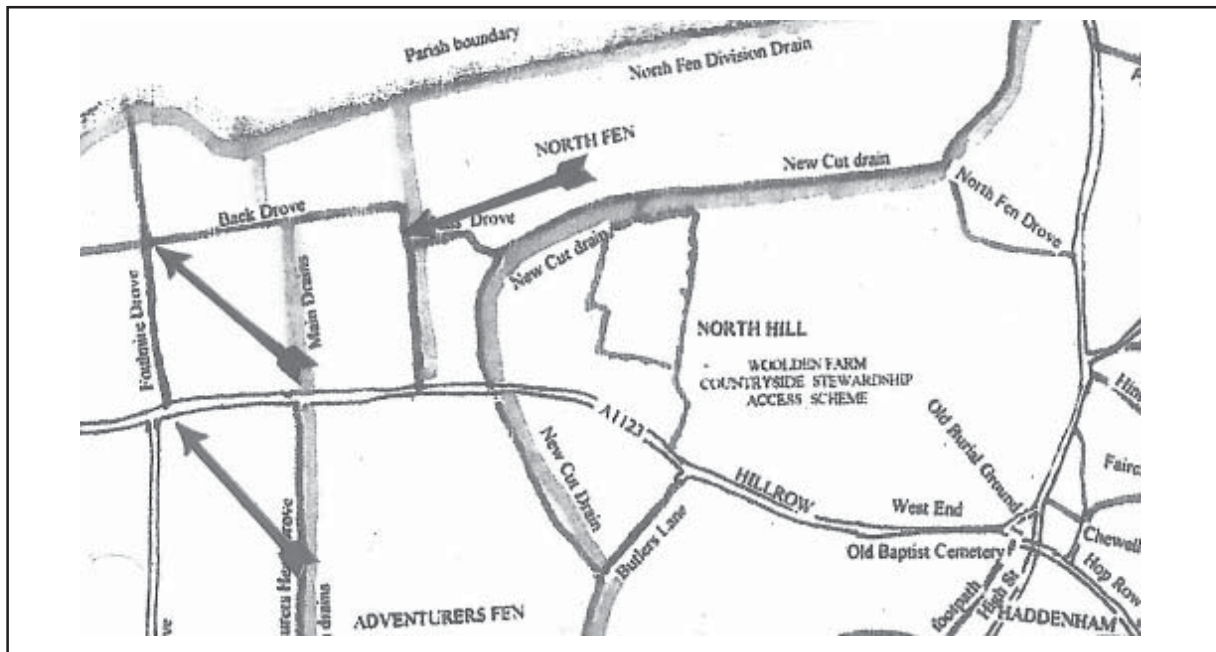 Parish boundary
North Fen Division Drain
NORTH FEN
New Cut drain
North Fen Drove
Back Drove
Drove
New Cut drain
Main Drains
Foulmire Drove
NORTH HILL
WOOLDEN FARM
COUNTRYSIDE STEWARDSHIP
ACCESS SCHEME
A1123
Old Burial Ground
New Cut Drain
HILLROW
West End
Butlers Lane
Old Baptist Cemetery
Chewell
Hop Row
footpath
High St
HADDENHAM
ADVENTURERS FEN
drains